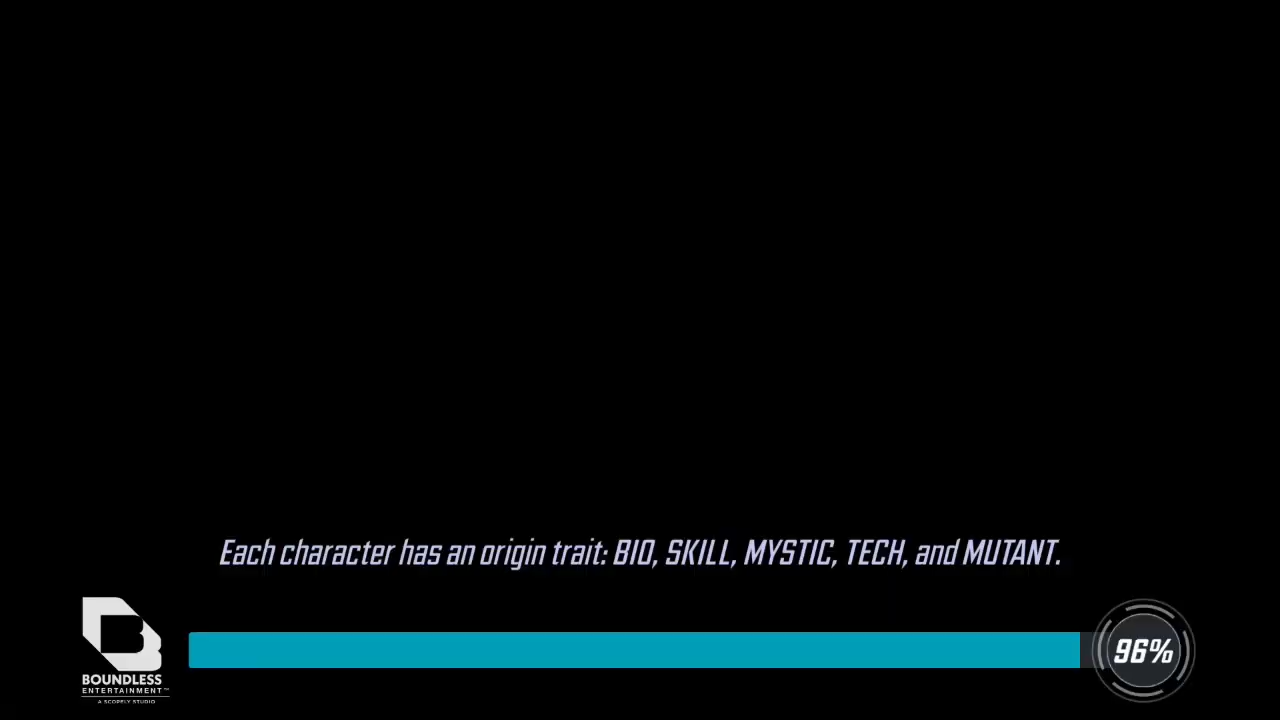 Each character has an origin trait: BIO, SKILL, MYSTIC, TECH, and MUTANT.
96%
BOUNDLESS
ENTERTAINMENT™
A SCOPELY STUDIO